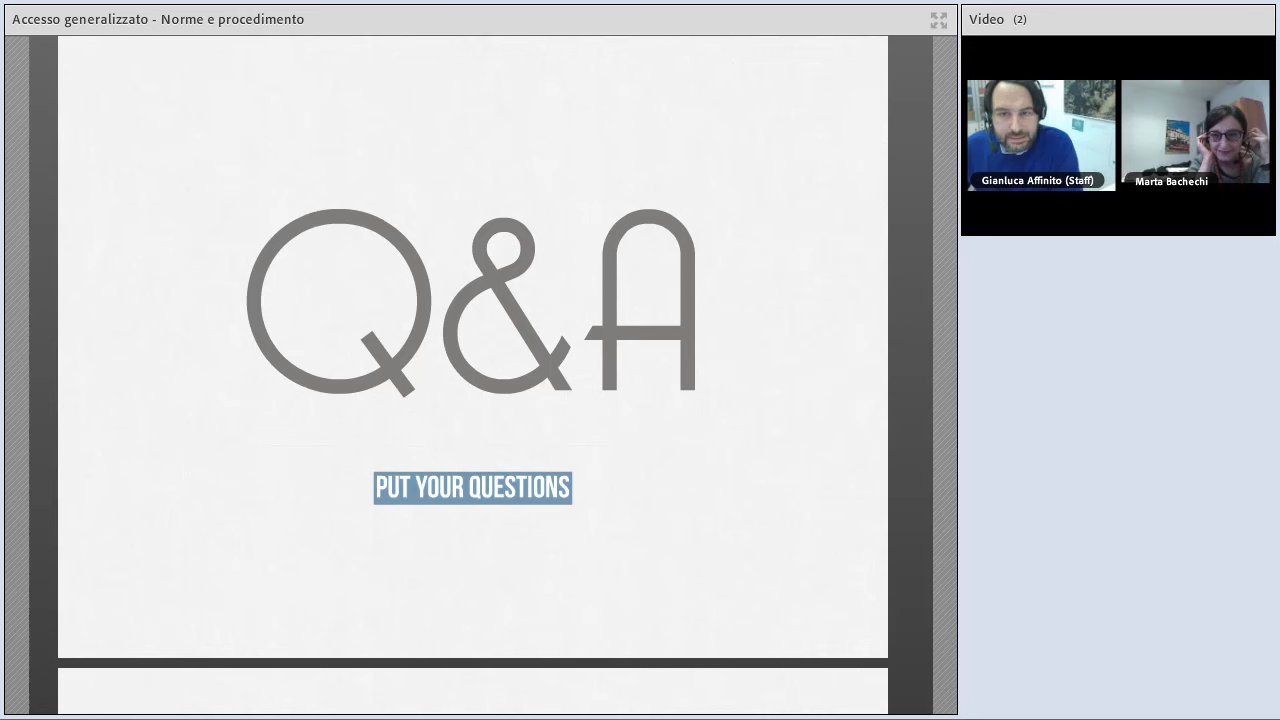 Accesso generalizzato - Norme e procedimento
Video (2)
Gianluca Affinito (Staff)
Marta Bachechi
Q&A
PUT YOUR QUESTIONS